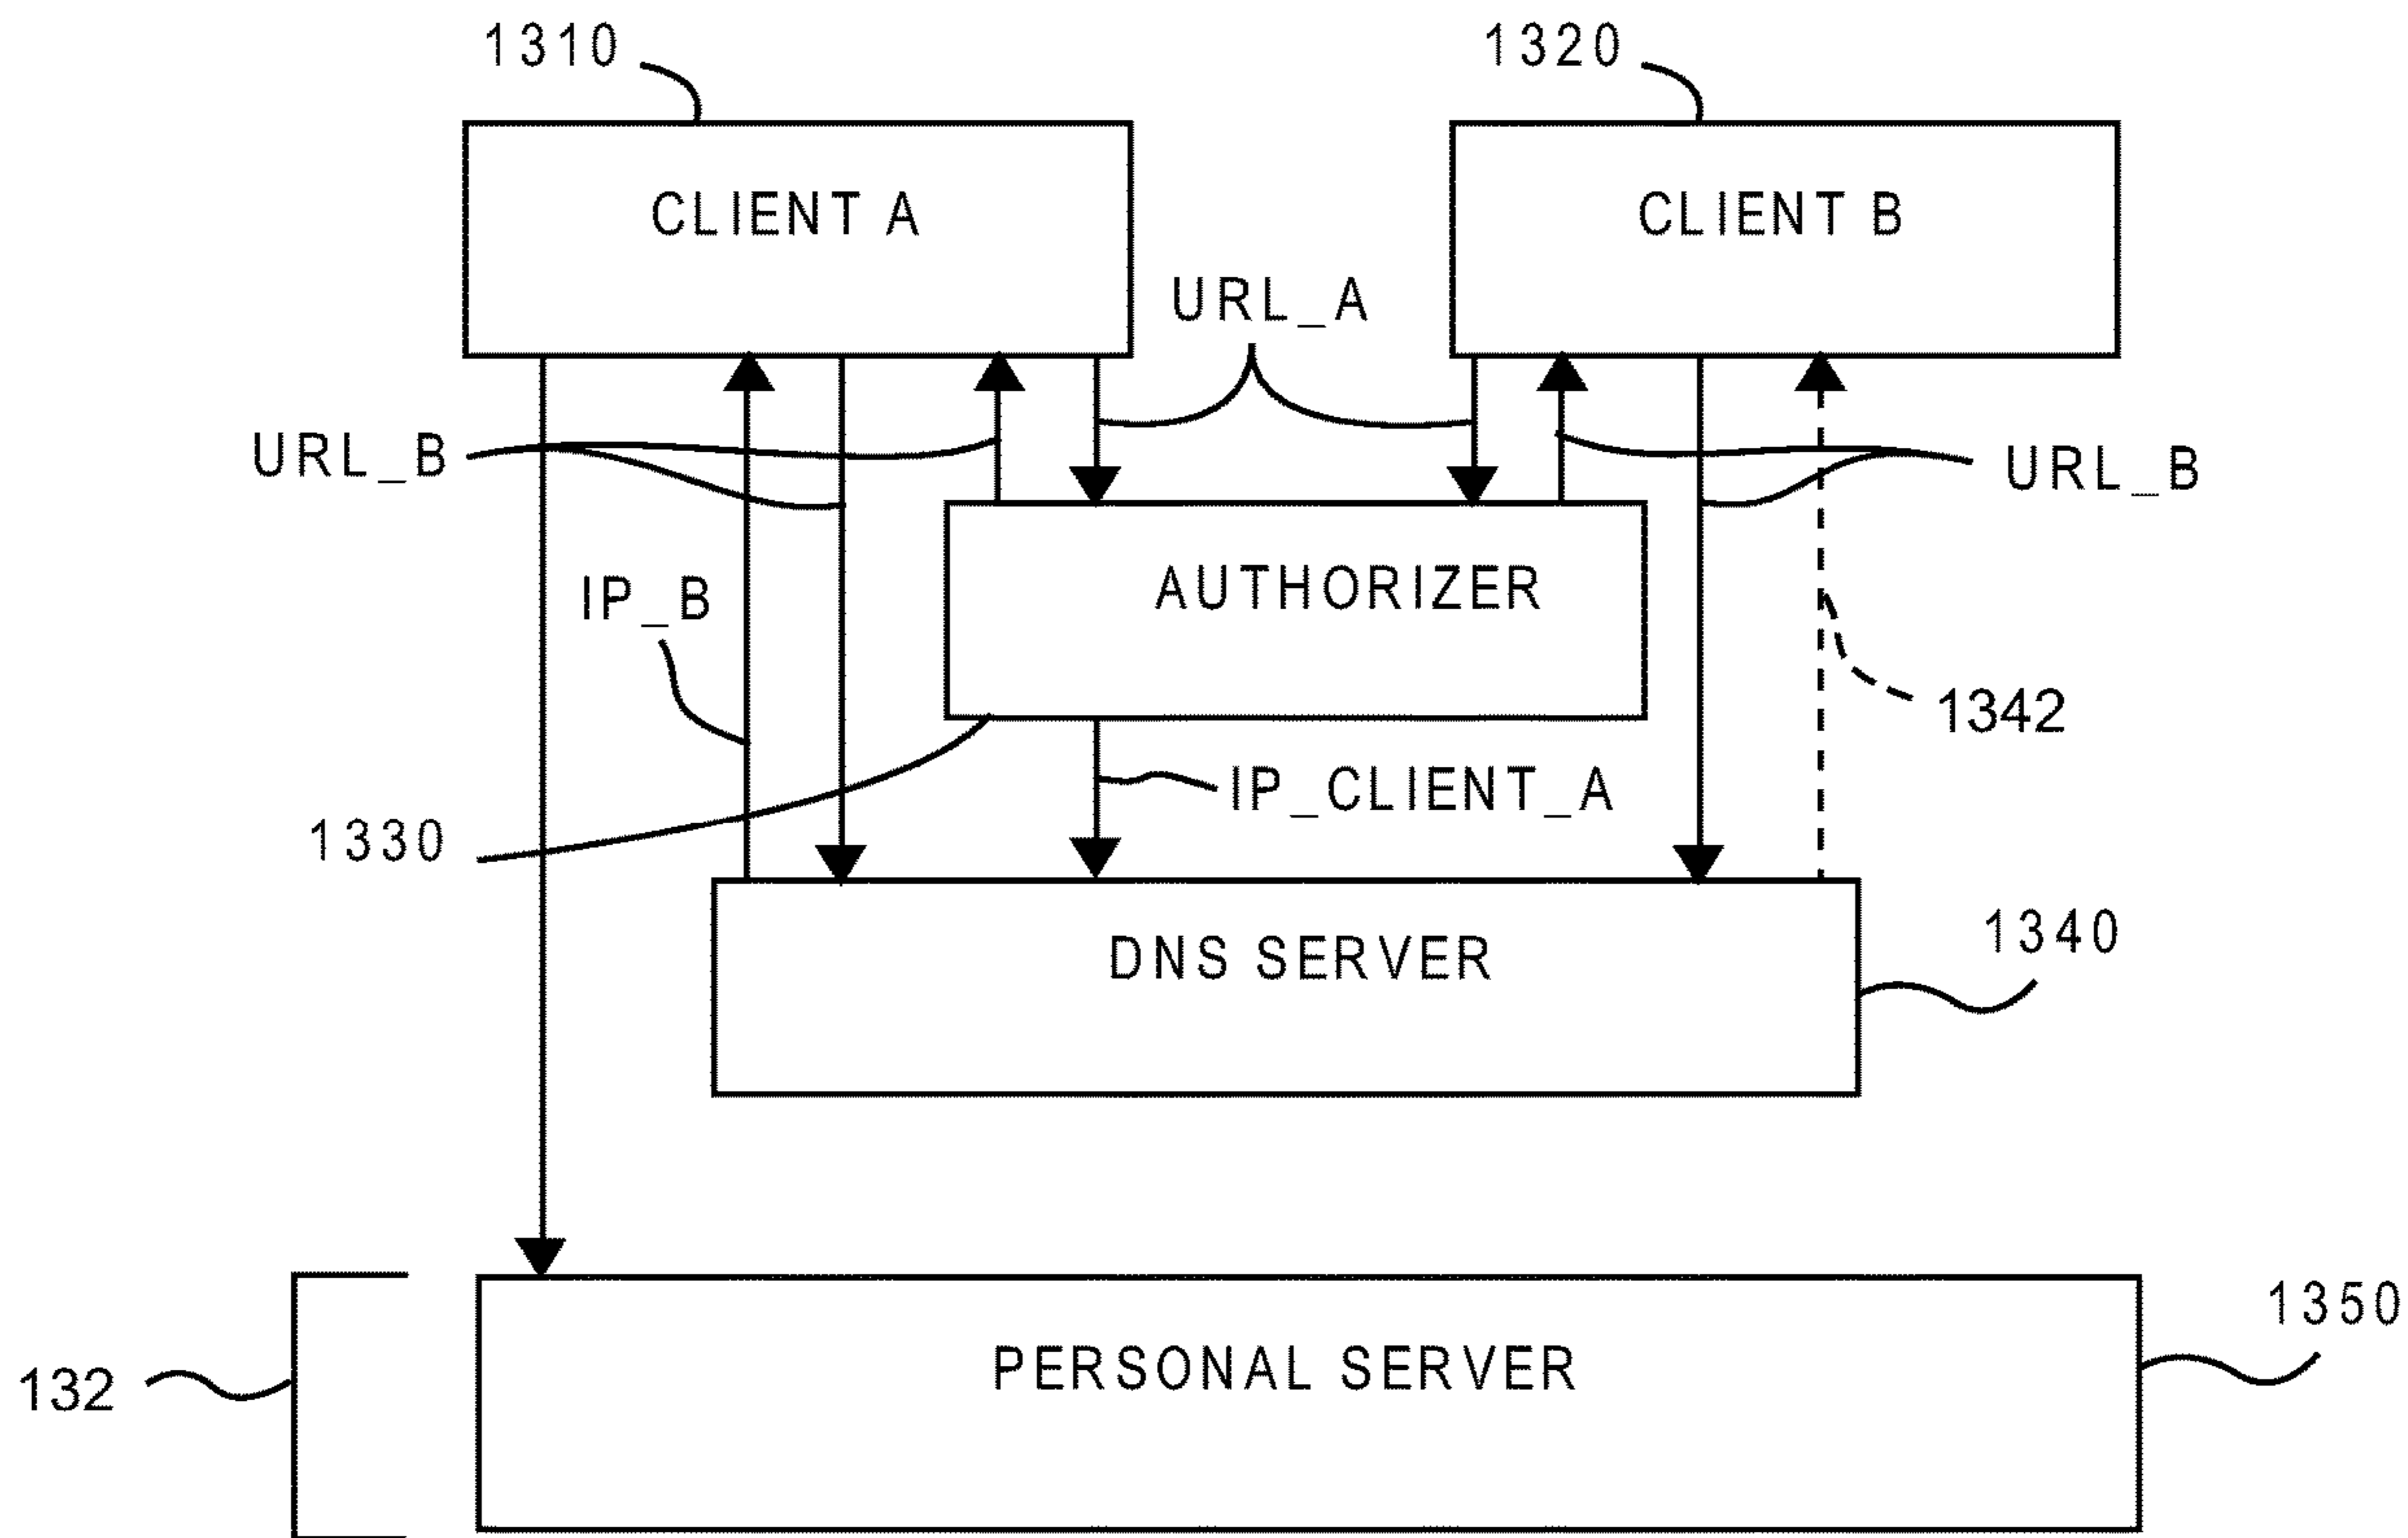 1310
1320
CLIENT A
CLIENT B
URL_A
URL_B
URL_B
IP_B
AUTHORIZER
1342
IP_CLIENT_A
1330
DNS SERVER
1340
1350
PERSONAL SERVER
132